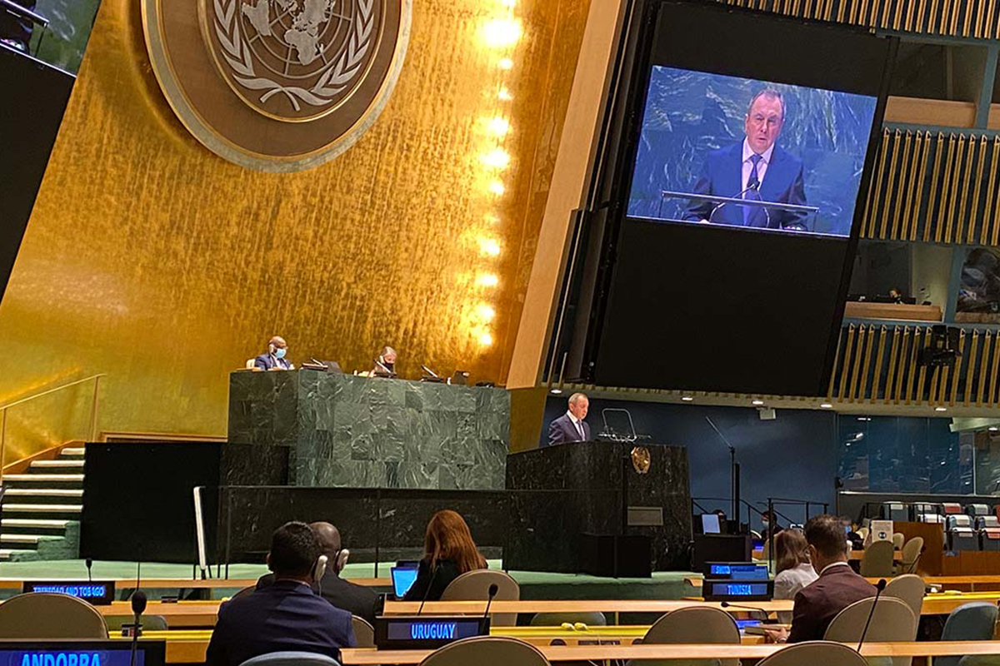 TRINIDAD AND TOBAGO
TUNISIA
URUGUAY
ANDORRA